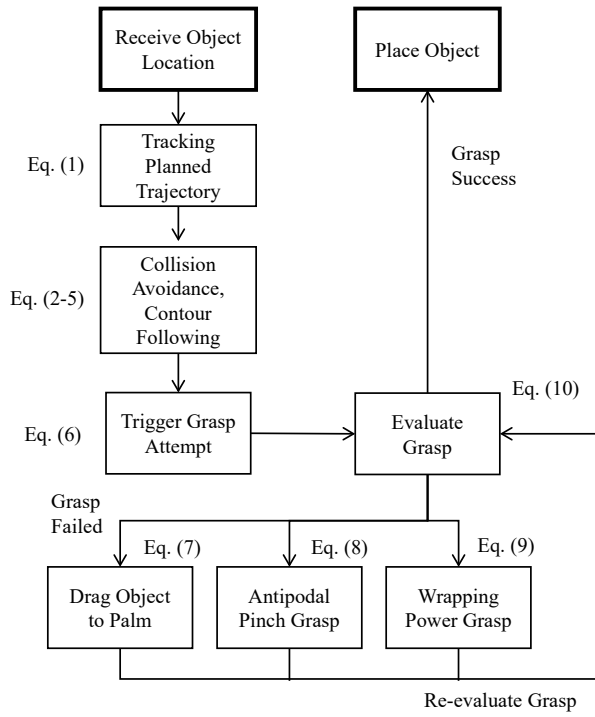 Receive Object
Location
Place Object
Eq. (1)
Tracking
Planned
Trajectory
Grasp
Success
Eq. (2-5)
Collision
Avoidance,
Contour
Following
Eq. (10)
Eq. (6)
Trigger Grasp
Attempt
Evaluate
Grasp
Grasp
Failed
Eq. (7)
Eq. (8)
Eq. (9)
Drag Object
to Palm
Antipodal
Pinch Grasp
Wrapping
Power Grasp
Re-evaluate Grasp